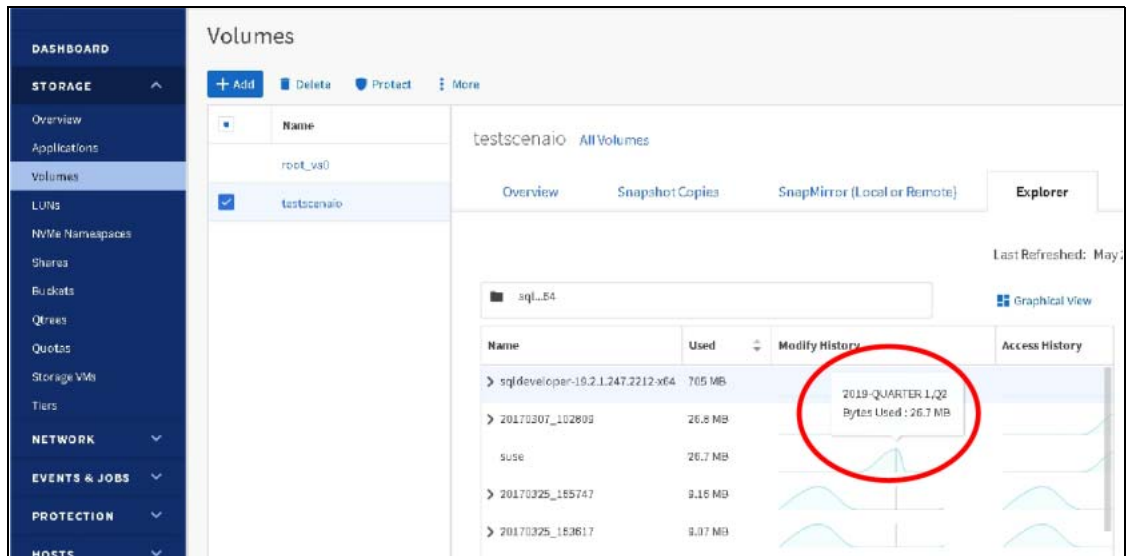 Volumes
DASHBOARD
STORAGE
Overview
Applications
Volumes
LUNs
NVMe Namespaces
Shares
Buckets
Qtrees
Quotas
Storage VMs
Tiers
NETWORK
EVENTS & JOBS
PROTECTION
HOSTS
+ Add Delete Protect More
Name
root_vs0
testscenaio
testscenaio All Volumes
Overview Snapshot Copies SnapMirror (Local or Remote) Explorer
Last Refreshed: May
sql...64
Graphical View
Name Used Modify History Access History
sqldeveloper-19.2.1.247.2212-x64 705 MB
2019-QUARTER 1,Q2
Bytes Used : 26.7 MB
20170307_102809 26.8 MB
suse 26.7 MB
20170325_155747 9.16 MB
20170325_153617 9.07 MB